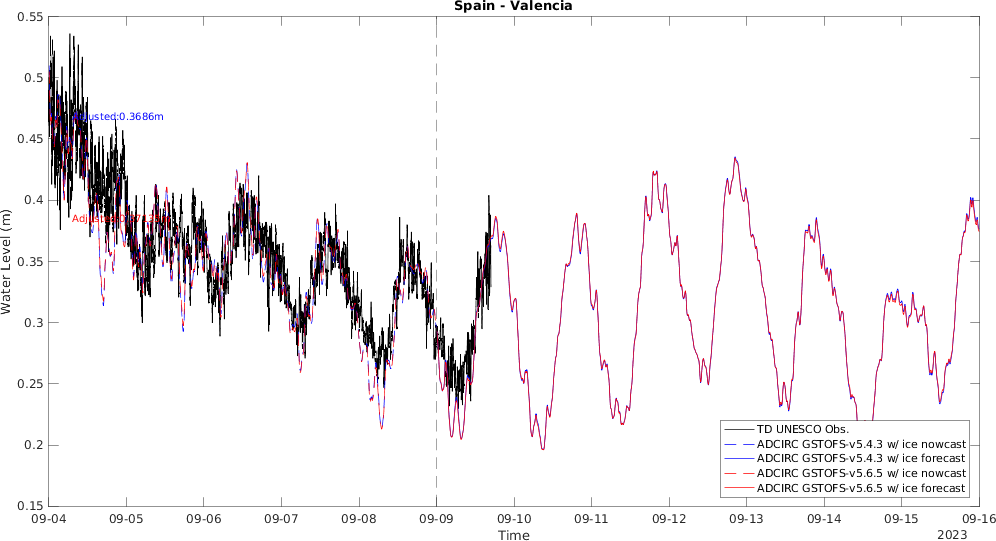 Spain - Valencia
0.55
0.5
0.45
0.4
0.35
0.3
0.25
0.2
0.15
Water Level (m)
Adjusted:0.3686m
TD UNESCO Obs.
ADCIRC GSTOFS-v5.4.3 w/ ice nowcast
ADCIRC GSTOFS-v5.4.3 w/ ice forecast
ADCIRC GSTOFS-v5.6.5 w/ ice nowcast
ADCIRC GSTOFS-v5.6.5 w/ ice forecast
09-04 09-05 09-06 09-07 09-08 09-09 09-10 09-11 09-12 09-13 09-14 09-15 09-16
Time
2023